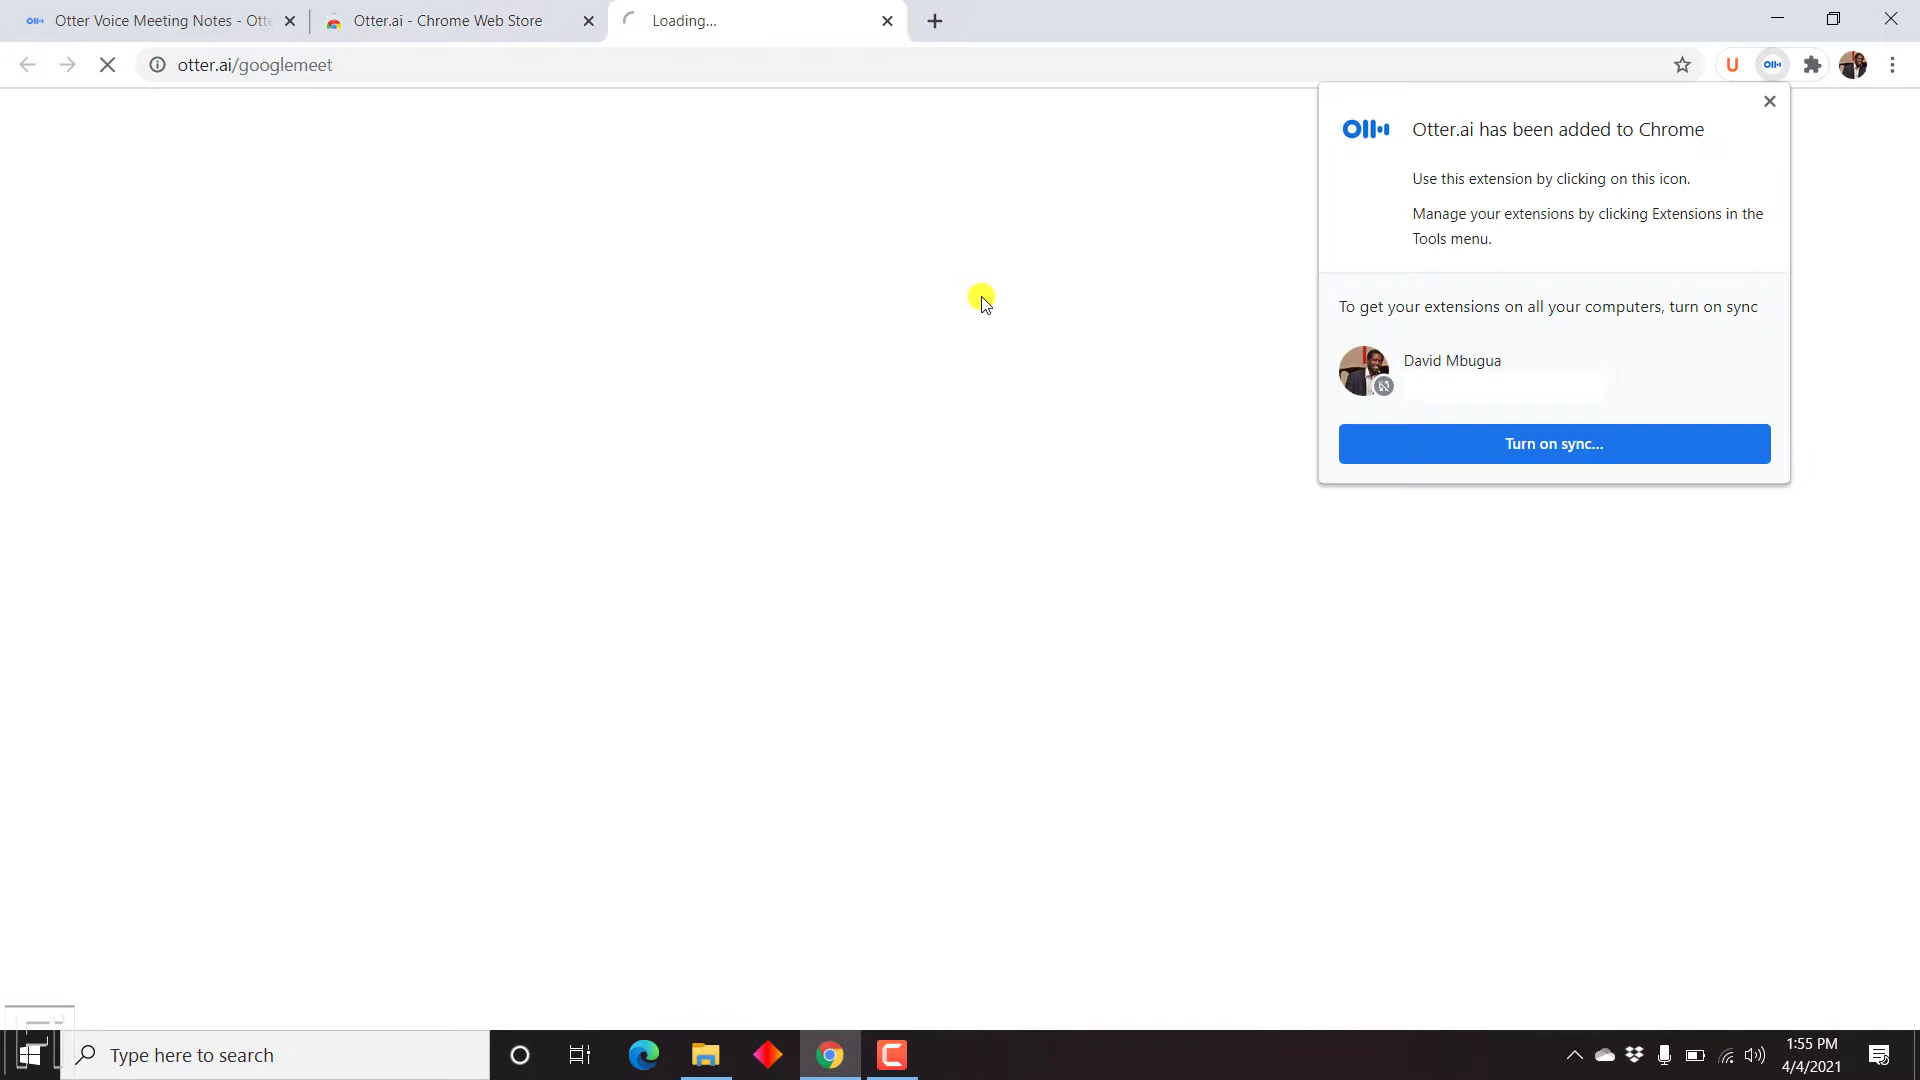 Otter Voice Meeting Notes - Otte
Otter.ai - Chrome Web Store
Loading...
otter.ai/googlemeet
U
Otter.ai has been added to Chrome
Use this extension by clicking on this icon.
Manage your extensions by clicking Extensions in the
Tools menu.
To get your extensions on all your computers, turn on sync
David Mbugua
Turn on sync...
Type here to search
1:55 PM
4/4/2021